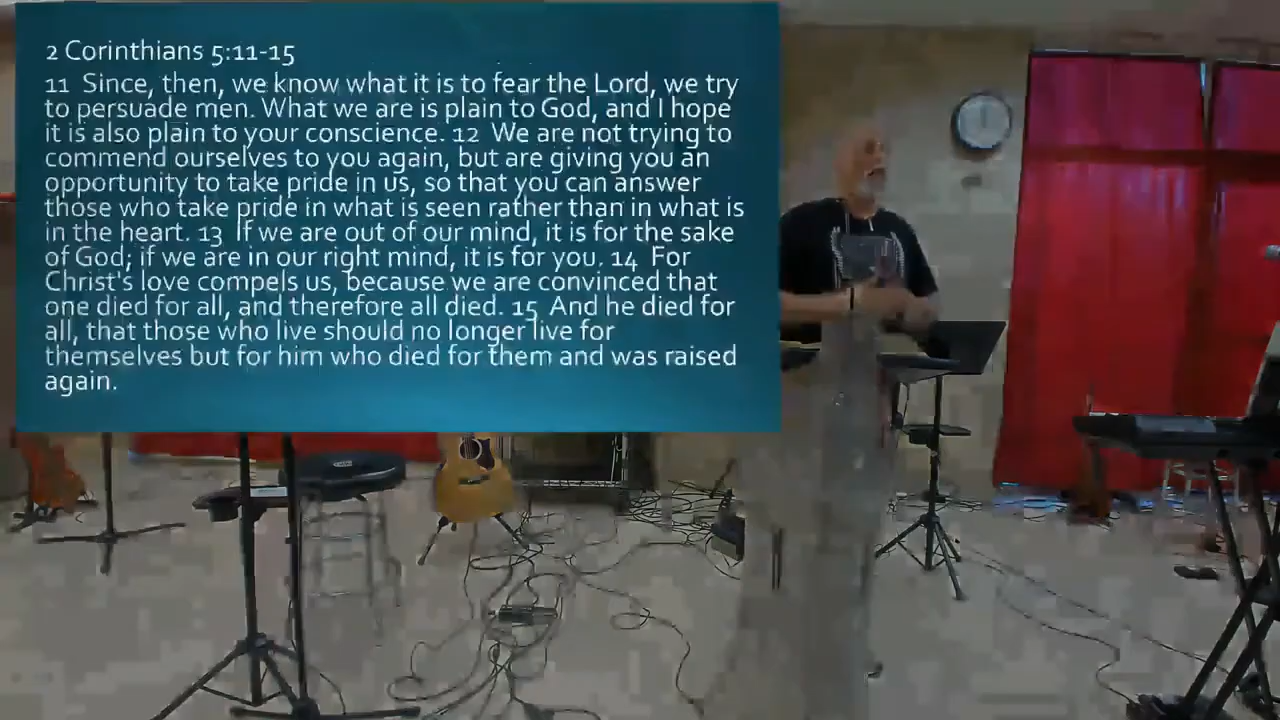 2 Corinthians 5:11-15
11 Since, then, we know what it is to fear the Lord, we try
to persuade men. What we are is plain to God, and I hope
it is also plain to your conscience. 12 We are not trying to
commend ourselves to you again, but are giving you an
opportunity to take pride in us, so that you can answer
those who take pride in what is seen rather than in what is
in the heart. 13 If we are out of our mind, it is for the sake
of God; if we are in our right mind, it is for you. 14 For
Christ's love compels us, because we are convinced that
one died for all, and therefore all died. 15 And he died for
all, that those who live should no longer live for
themselves but for him who died for them and was raised
again.